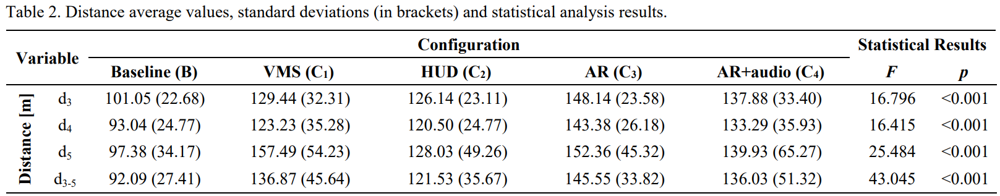 Table 2. Distance average values, standard deviations (in brackets) and statistical analysis results.
Variable Configuration Statistical Results
Baseline (B) VMS (C₁) HUD (C₂) AR (C₃) AR+audio (C₄) F p
Distance [m]
d₃ 101.05 (22.68) 129.44 (32.31) 126.14 (23.11) 148.14 (23.58) 137.88 (33.40) 16.796 <0.001
d₄ 93.04 (24.77) 123.23 (35.28) 120.50 (24.77) 143.38 (26.18) 133.29 (35.93) 16.415 <0.001
d₅ 97.38 (34.17) 157.49 (54.23) 128.03 (49.26) 152.36 (45.32) 139.93 (65.27) 25.484 <0.001
d₃₋₅ 92.09 (27.41) 136.87 (45.64) 121.53 (35.67) 145.55 (33.82) 136.03 (51.32) 43.045 <0.001